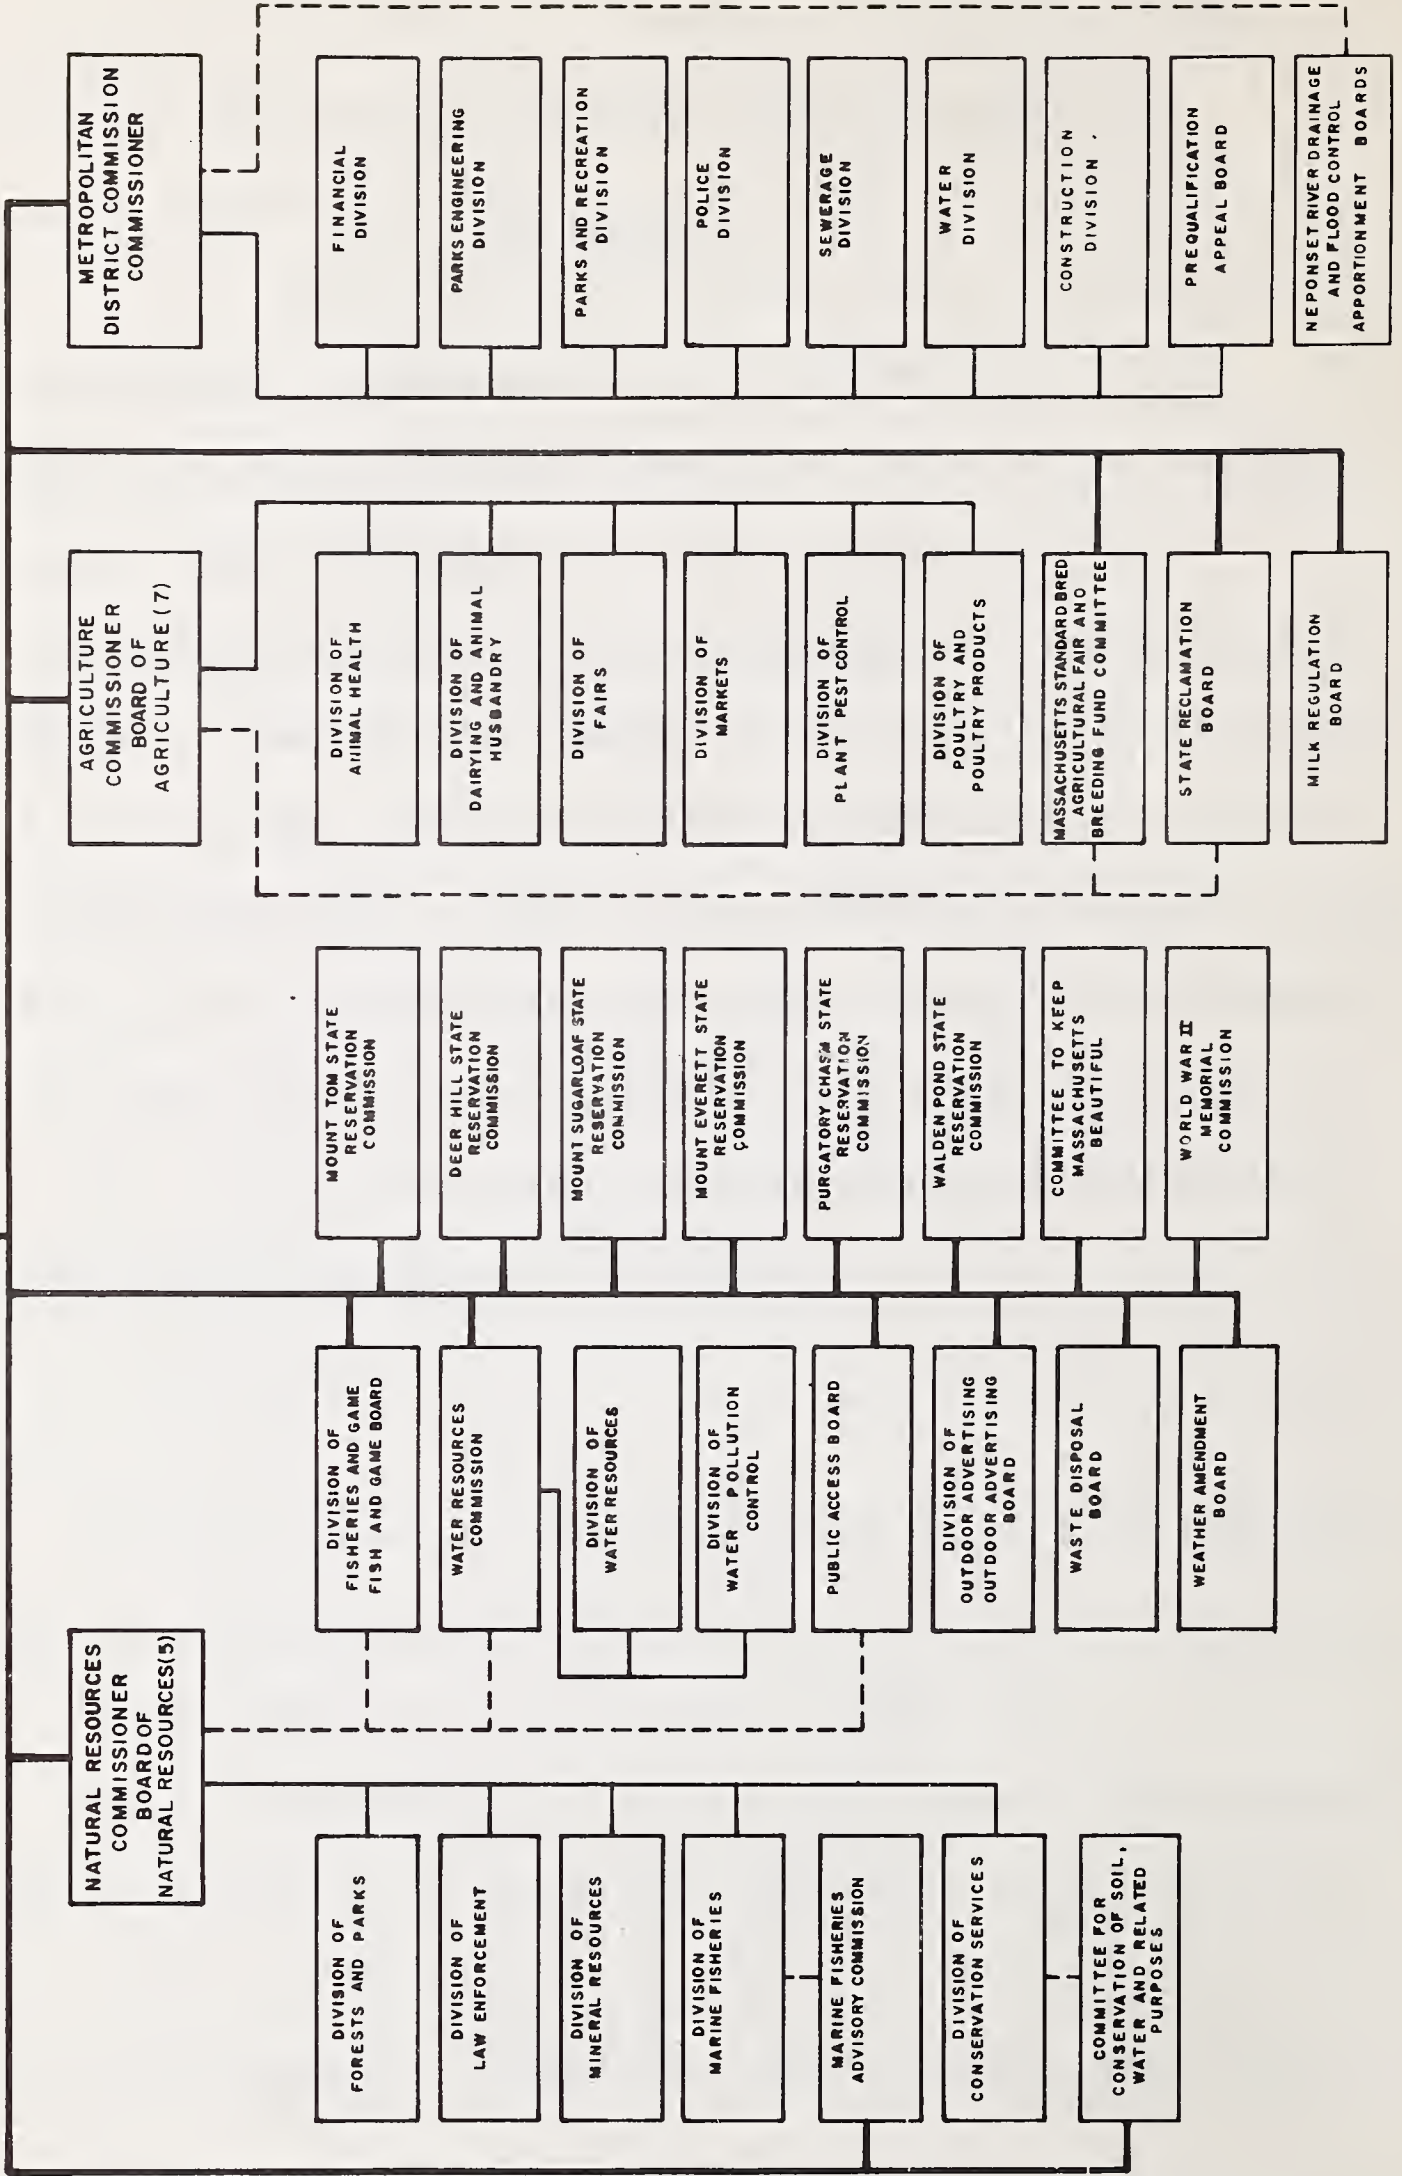 NATURAL RESOURCES
COMMISSIONER
BOARD OF
NATURAL RESOURCES(5)
DIVISION OF
FORESTS AND PARKS
DIVISION OF
LAW ENFORCEMENT
DIVISION OF
MINERAL RESOURCES
DIVISION OF
MARINE FISHERIES
MARINE FISHERIES
ADVISORY COMMISSION
DIVISION OF
CONSERVATION SERVICES
COMMITTEE FOR
CONSERVATION OF SOIL,
WATER AND RELATED
PURPOSES
DIVISION OF
FISHERIES AND GAME
FISH AND GAME BOARD
WATER RESOURCES
COMMISSION
DIVISION OF
WATER RESOURCES
DIVISION OF
WATER POLLUTION
CONTROL
PUBLIC ACCESS BOARD
DIVISION OF
OUTDOOR ADVERTISING
OUTDOOR ADVERTISING
BOARD
WASTE DISPOSAL
BOARD
WEATHER AMENDMENT
BOARD
MOUNT TOM STATE
RESERVATION
COMMISSION
DEER HILL STATE
RESERVATION
COMMISSION
MOUNT SUGARLOAF STATE
RESERVATION
COMMISSION
MOUNT EVERETT STATE
RESERVATION
COMMISSION
PURGATORY CHASM STATE
RESERVATION
COMMISSION
WALDEN POND STATE
RESERVATION
COMMISSION
COMMITTEE TO KEEP
MASSACHUSETTS
BEAUTIFUL
WORLD WAR II
MEMORIAL
COMMISSION
AGRICULTURE
COMMISSIONER
BOARD OF
AGRICULTURE (7)
DIVISION OF
ANIMAL HEALTH
DIVISION OF
DAIRYING AND ANIMAL
HUSBANDRY
DIVISION OF
FAIRS
DIVISION OF
MARKETS
DIVISION OF
PLANT PEST CONTROL
DIVISION OF
POULTRY AND
POULTRY PRODUCTS
MASSACHUSETTS STANDARDBRED
AGRICULTURAL FAIR AND
BREEDING FUND COMMITTEE
STATE RECLAMATION
BOARD
MILK REGULATION
BOARD
METROPOLITAN
DISTRICT COMMISSION
COMMISSIONER
FINANCIAL
DIVISION
PARKS ENGINEERING
DIVISION
PARKS AND RECREATION
DIVISION
POLICE
DIVISION
SEWERAGE
DIVISION
WATER
DIVISION
CONSTRUCTION
DIVISION
PREQUALIFICATION
APPEAL BOARD
NEPONSET RIVER DRAINAGE
AND FLOOD CONTROL
APPORTIONMENT BOARDS